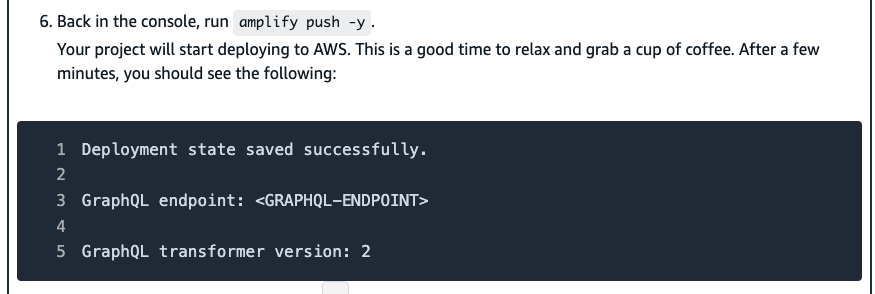 6. Back in the console, run amplify push -y.
Your project will start deploying to AWS. This is a good time to relax and grab a cup of coffee. After a few
minutes, you should see the following:
1 Deployment state saved successfully.
2
3 GraphQL endpoint: <GRAPHQL-ENDPOINT>
4
5 GraphQL transformer version: 2